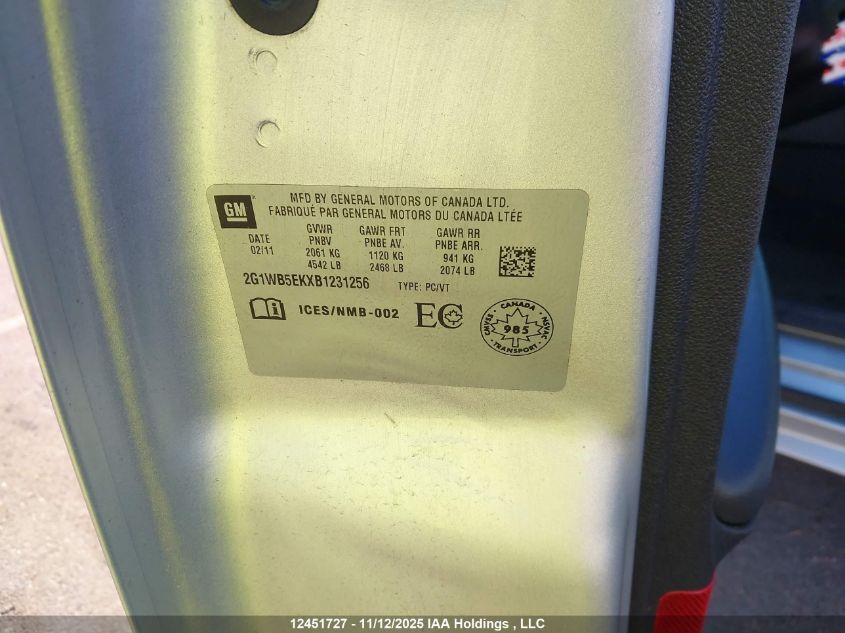 GM
MFD BY GENERAL MOTORS OF CANADA LTD.
FABRIQUÉ PAR GENERAL MOTORS DU CANADA LTÉE
DATE GVWR GAWR FRT GAWR RR
02/11 PNBV PNBE AV. PNBE ARR.
2061 KG 1120 KG 941 KG
4542 LB 2468 LB 2074 LB
2G1WB5EKXB1231256 TYPE: PC/VT
ICES/NMB-002 EC
CANADA
CMVSS 985 NSVAC
TRANSPORT
12451727 - 11/12/2025 IAA Holdings , LLC